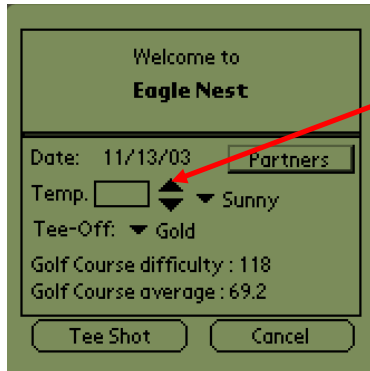 Welcome to
Eagle Nest
Date: 11/13/03 Partners
Temp. Sunny
Tee-Off: Gold
Golf Course difficulty : 118
Golf Course average : 69.2
Tee Shot Cancel